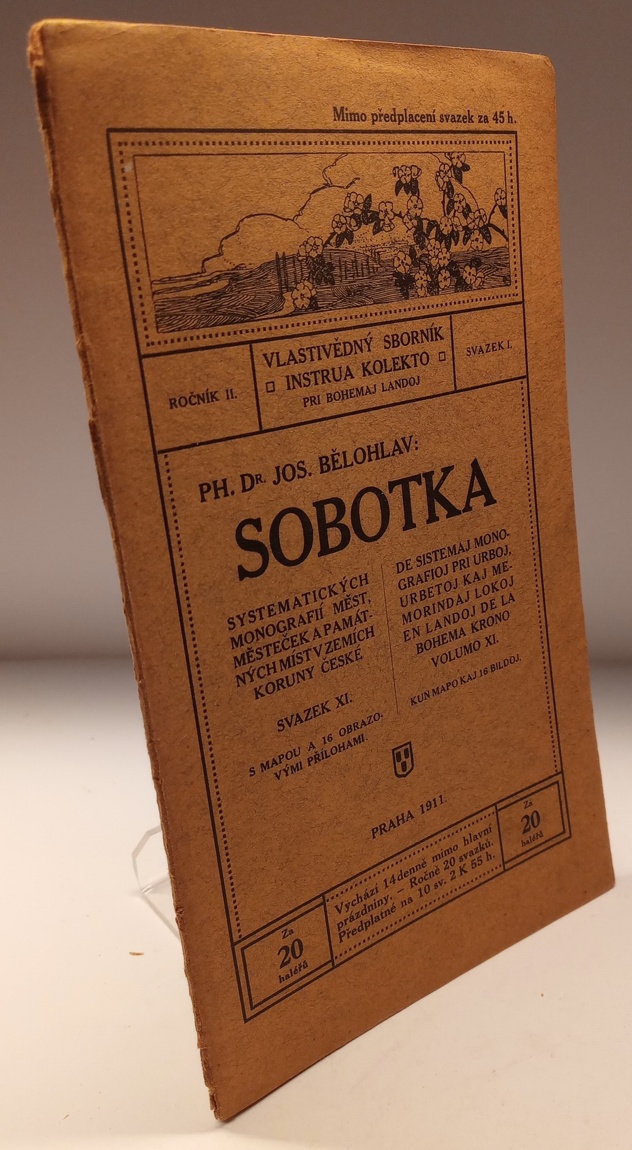 Mimo předplacení svazek za 45 h.
ROČNÍK II.
VLASTIVĚDNÝ SBORNÍK
INSTRUA KOLEKTO
PRI BOHEMAJ LANDOJ
SVAZEK I.
PH. DR. JOS. BĚLOHLAV:
SOBOTKA
SYSTEMATICKÝCH
MONOGRAFIÍ MĚST,
MĚSTEČEK A PAMÁT-
NÝCH MÍST V ZEMÍCH
KORUNY ČESKÉ
SVAZEK XI.
S MAPOU A 16 OBRAZO-
VÝMI PŘÍLOHAMI.
DE SISTEMAJ MONO-
GRAFIOJ PRI URBOJ,
URBETOJ KAJ ME-
MORINDAJ LOKOJ
EN LANDOJ DE LA
BOHEMA KRONO
VOLUMO XI.
KUN MAPO KAJ 16 BILDOJ.
PRAHA 1911.
Za
20
haléřů
Vychází 14denně mimo hlavní
prázdniny. – Ročně 20 svazků.
Předplatné na 10 sv. 2 K 55 h.
Za
20
haléřů